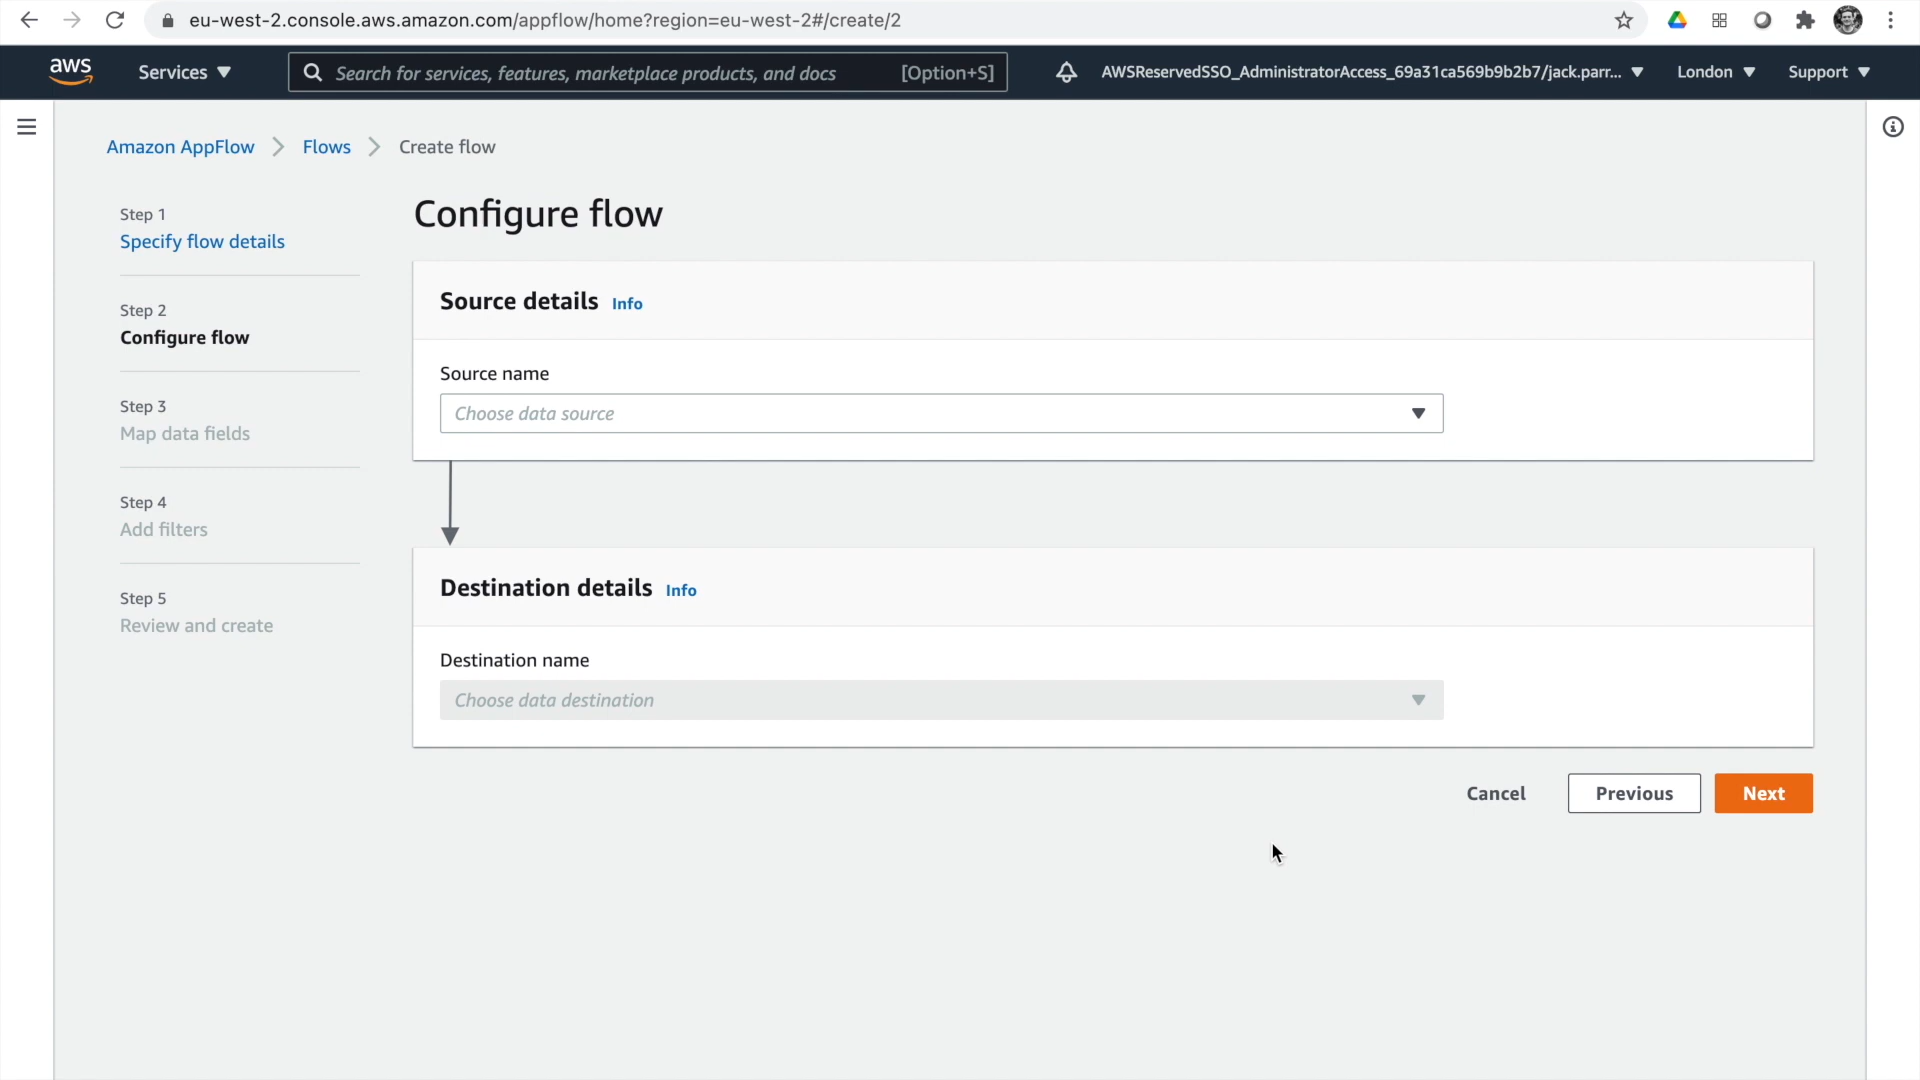 eu-west-2.console.aws.amazon.com/appflow/home?region=eu-west-2#/create/2
aws
Services
Search for services, features, marketplace products, and docs
[Option+S]
AWSReservedSSO_AdministratorAccess_69a31ca569b9b2b7/jack.parr...
London
Support
Amazon AppFlow
Flows
Create flow
Step 1
Specify flow details
Step 2
Configure flow
Step 3
Map data fields
Step 4
Add filters
Step 5
Review and create
Configure flow
Source details Info
Source name
Choose data source
Destination details Info
Destination name
Choose data destination
Cancel
Previous
Next